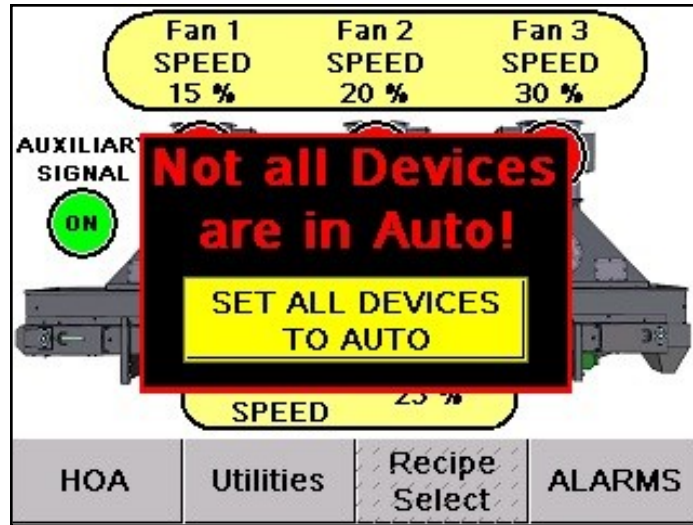 Fan 1 Fan 2 Fan 3
SPEED SPEED SPEED
15 % 20 % 30 %
SIGNAL
ON
Not all Devices
are in Auto!
SET ALL DEVICES
TO AUTO
SPEED
HOA Utilities Recipe Select ALARMS